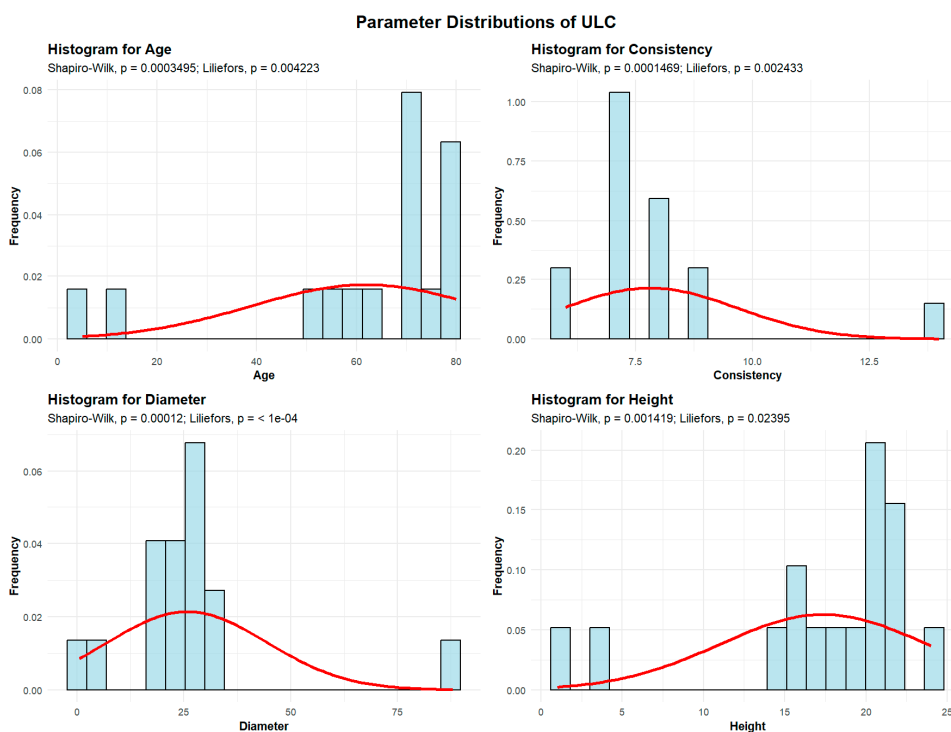 Parameter Distributions of ULC
Histogram for Age
Shapiro-Wilk, p = 0.0003495; Liliefors, p = 0.004223
0.08
0.06
0.04
0.02
0.00
Frequency
0 20 40 60 80
Age
Histogram for Consistency
Shapiro-Wilk, p = 0.0001469; Liliefors, p = 0.002433
1.00
0.75
0.50
0.25
0.00
Frequency
7.5 10.0 12.5
Consistency
Histogram for Diameter
Shapiro-Wilk, p = 0.00012; Liliefors, p = < 1e-04
0.06
0.04
0.02
0.00
Frequency
0 25 50 75
Diameter
Histogram for Height
Shapiro-Wilk, p = 0.001419; Liliefors, p = 0.02395
0.20
0.15
0.10
0.05
0.00
Frequency
0 5 10 15 20 25
Height